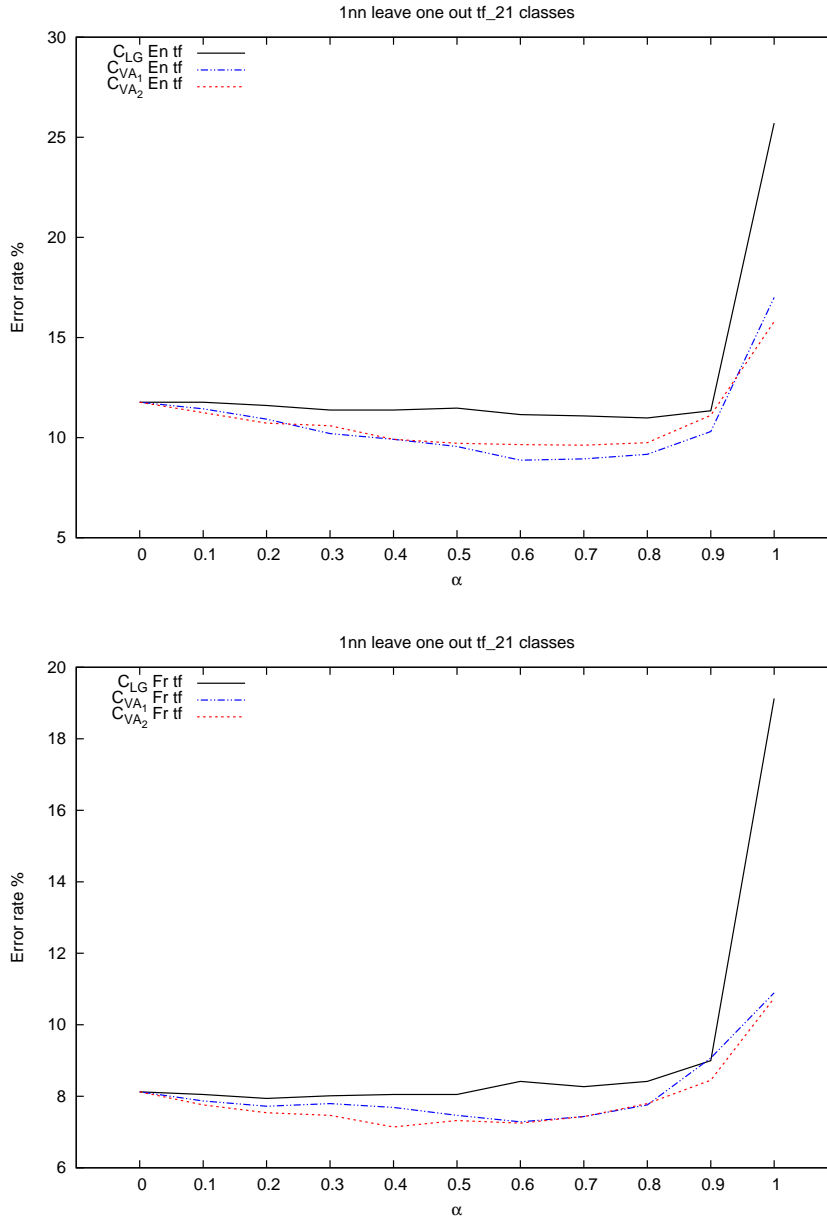 1nn leave one out tf_21 classes
30
25
20
15
10
5
Error rate %
C_LG En tf
C_VA_1 En tf
C_VA_2 En tf
0 0.1 0.2 0.3 0.4 0.5 0.6 0.7 0.8 0.9 1
α
1nn leave one out tf_21 classes
20
18
16
14
12
10
8
6
Error rate %
C_LG Fr tf
C_VA_1 Fr tf
C_VA_2 Fr tf
0 0.1 0.2 0.3 0.4 0.5 0.6 0.7 0.8 0.9 1
α